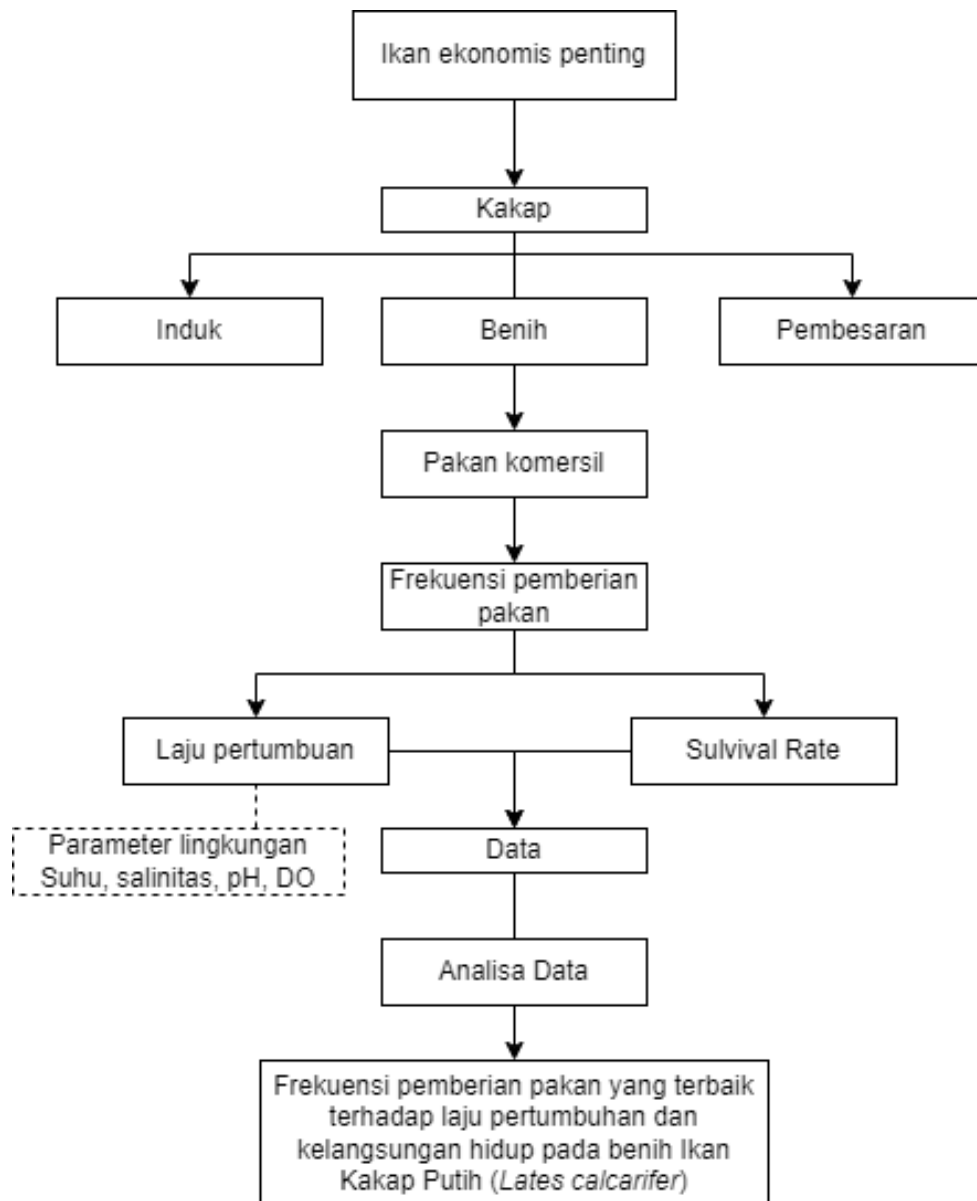 Ikan ekonomis penting
Kakap
Induk
Benih
Pembesaran
Pakan komersil
Frekuensi pemberian
pakan
Laju pertumbuan
Sulvival Rate
Parameter lingkungan
Suhu, salinitas, pH, DO
Data
Analisa Data
Frekuensi pemberian pakan yang terbaik
terhadap laju pertumbuhan dan
kelangsungan hidup pada benih Ikan
Kakap Putih (Lates calcarifer)